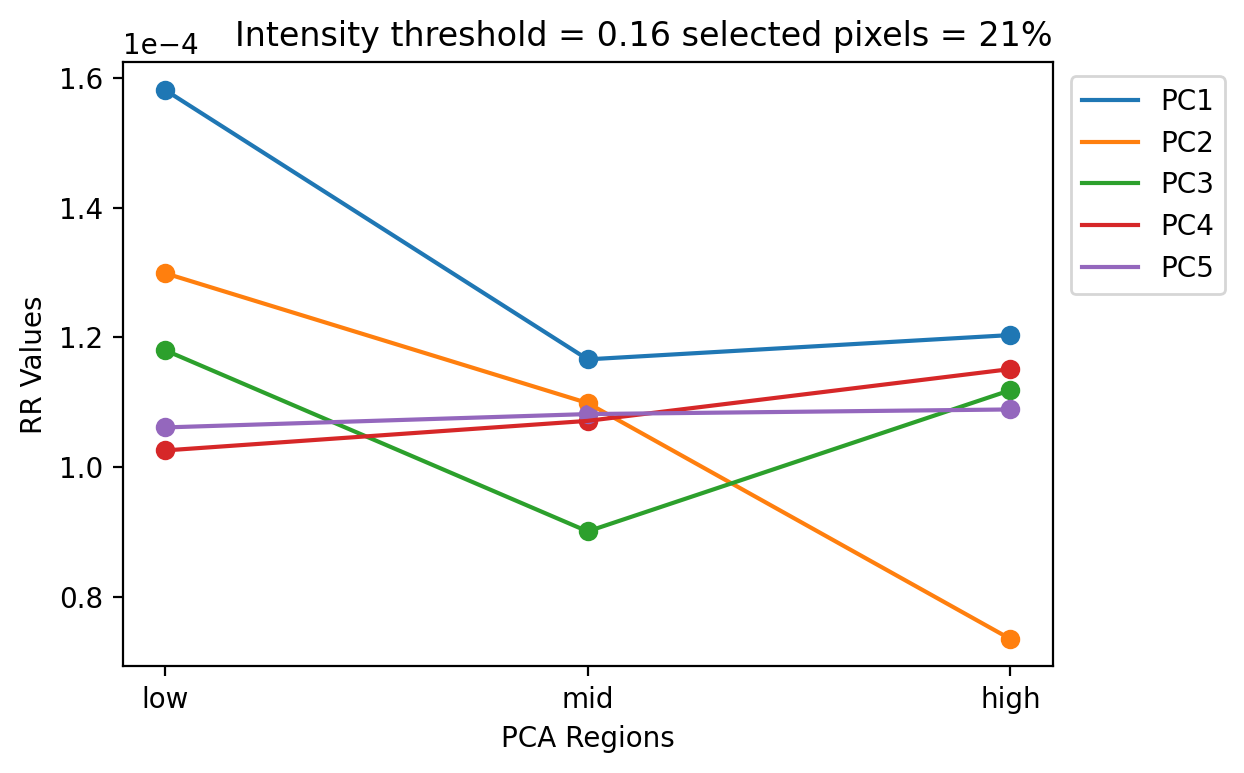 Intensity threshold = 0.16 selected pixels = 21%
1e−4
1.6
1.4
1.2
1.0
0.8
RR Values
low
mid
high
PCA Regions
PC1
PC2
PC3
PC4
PC5